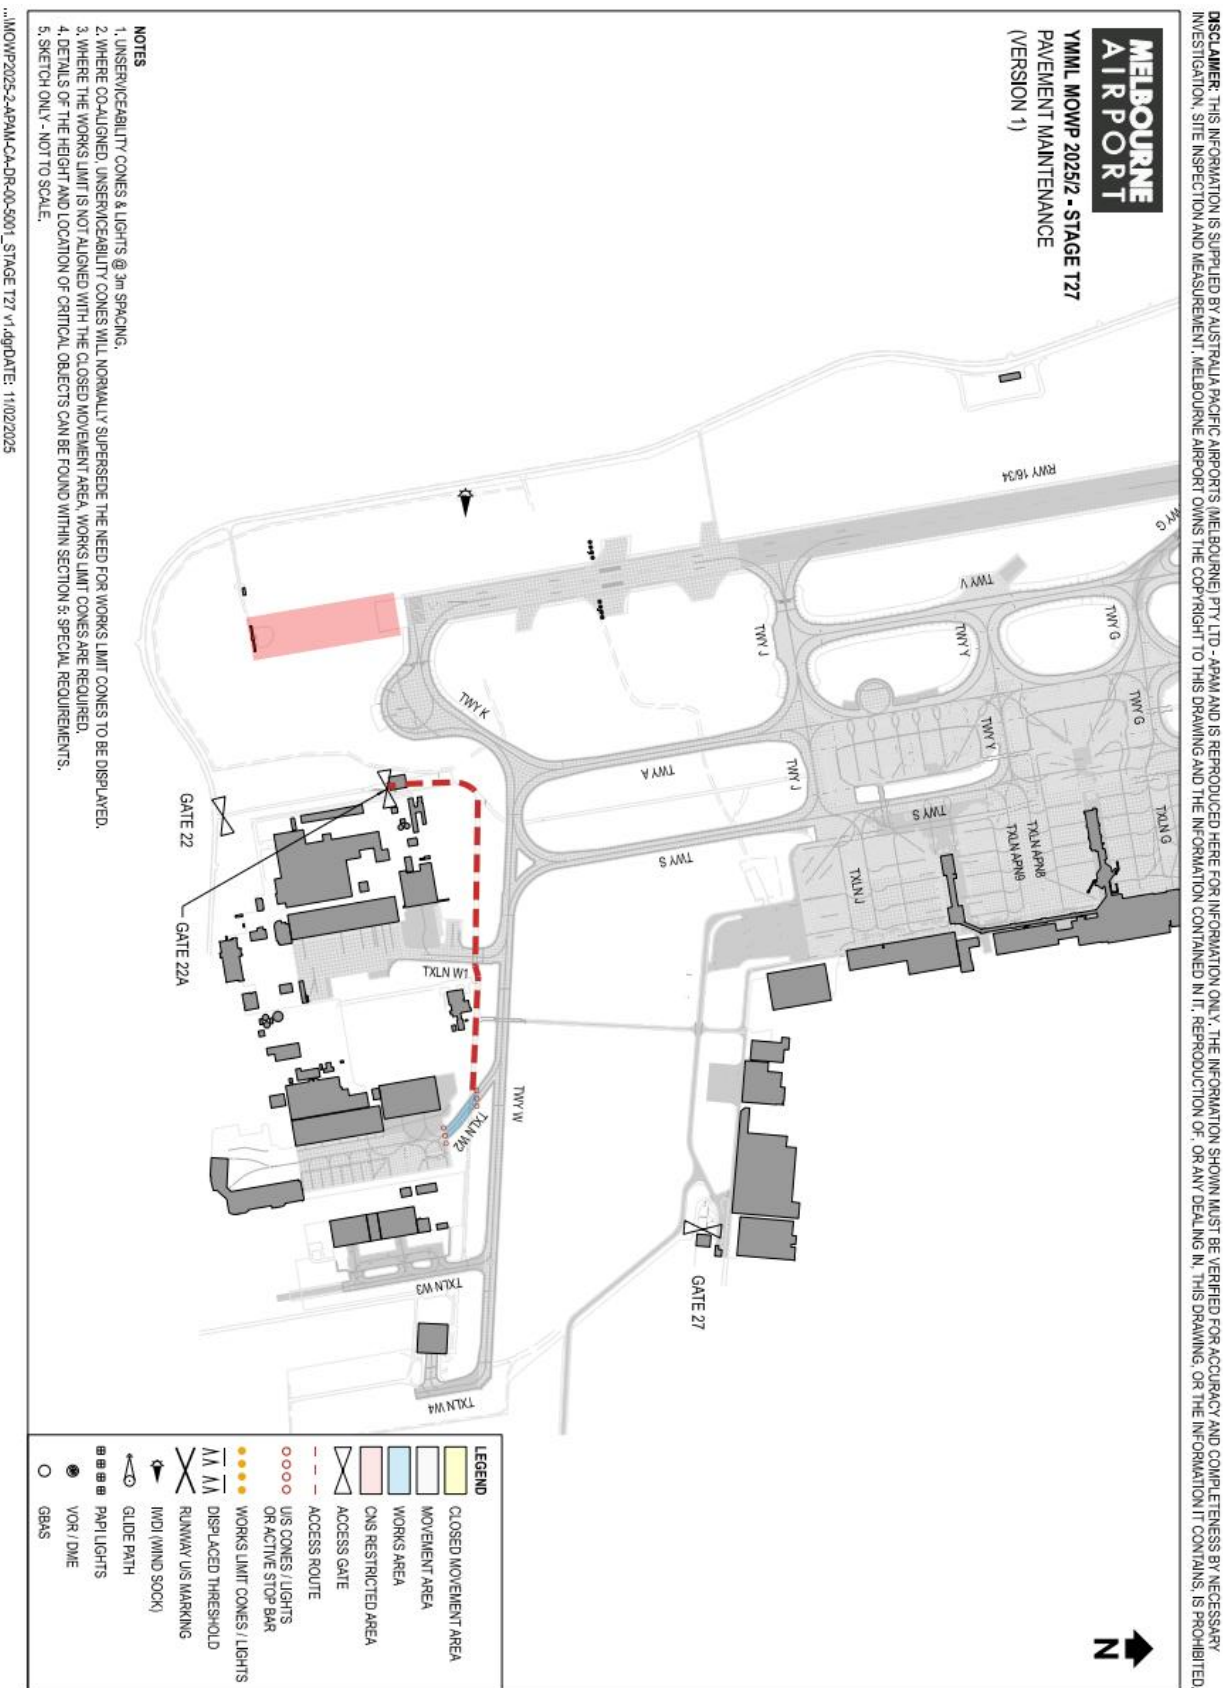 DISCLAIMER: THIS INFORMATION IS SUPPLIED BY AUSTRALIA PACIFIC AIRPORTS (MELBOURNE) PTY LTD - APAM AND IS REPRODUCED HERE FOR INFORMATION ONLY. THE INFORMATION SHOWN MUST BE VERIFIED FOR ACCURACY AND COMPLETENESS BY NECESSARY
INVESTIGATION, SITE INSPECTION AND MEASUREMENT. MELBOURNE AIRPORT OWNS THE COPYRIGHT TO THIS DRAWING AND THE INFORMATION CONTAINED IN IT. REPRODUCTION OF, OR ANY DEALING IN, THIS DRAWING, OR THE INFORMATION IT CONTAINS, IS PROHIBITED.
MELBOURNE
AIRPORT
YMML MOWP 2025/2 - STAGE T27
PAVEMENT MAINTENANCE
(VERSION 1)
RWY 16/34
WY G
TWY V
TWY G
TWY Y
TWY J
TWY G
TWY Y
TWY J
TWY K
TWY A
TWY S
TWY S
TXLN G
TXLN APN8
TXLN APN9
TXLN J
GATE 22
GATE 22A
TXLN W1
TWY W
TXLN W2
GATE 27
TXLN W3
TXLN W4
N
NOTES
1. UNSERVICEABILITY CONES & LIGHTS @ 3m SPACING.
2. WHERE CO-ALIGNED, UNSERVICEABILITY CONES WILL NORMALLY SUPERSEDE THE NEED FOR WORKS LIMIT CONES TO BE DISPLAYED.
3. WHERE THE WORKS LIMIT IS NOT ALIGNED WITH THE CLOSED MOVEMENT AREA, WORKS LIMIT CONES ARE REQUIRED.
4. DETAILS OF THE HEIGHT AND LOCATION OF CRITICAL OBJECTS CAN BE FOUND WITHIN SECTION 5: SPECIAL REQUIREMENTS.
5. SKETCH ONLY - NOT TO SCALE.
LEGEND
CLOSED MOVEMENT AREA
MOVEMENT AREA
WORKS AREA
CNS RESTRICTED AREA
ACCESS GATE
ACCESS ROUTE
U/S CONES / LIGHTS
OR ACTIVE STOP BAR
WORKS LIMIT CONES / LIGHTS
DISPLACED THRESHOLD
RUNWAY U/S MARKING
IWDI (WIND SOCK)
GLIDE PATH
PAPI LIGHTS
VOR / DME
GBAS
...\MOWP2025-2-APAM-CA-DR-00-5001_STAGE T27 v1.dgnDATE: 11/02/2025